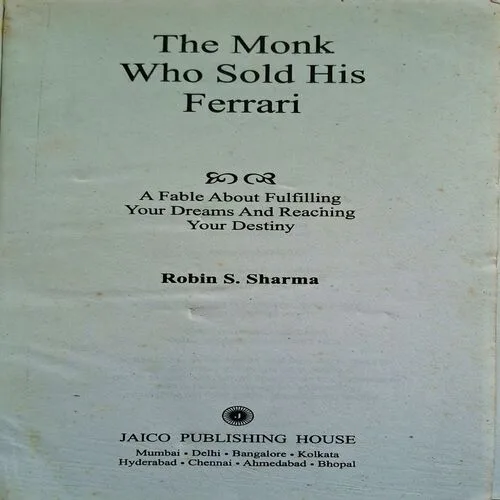 The Monk
Who Sold His
Ferrari
A Fable About Fulfilling
Your Dreams And Reaching
Your Destiny
Robin S. Sharma
J
JAICO PUBLISHING HOUSE
Mumbai • Delhi • Bangalore • Kolkata
Hyderabad • Chennai • Ahmedabad • Bhopal